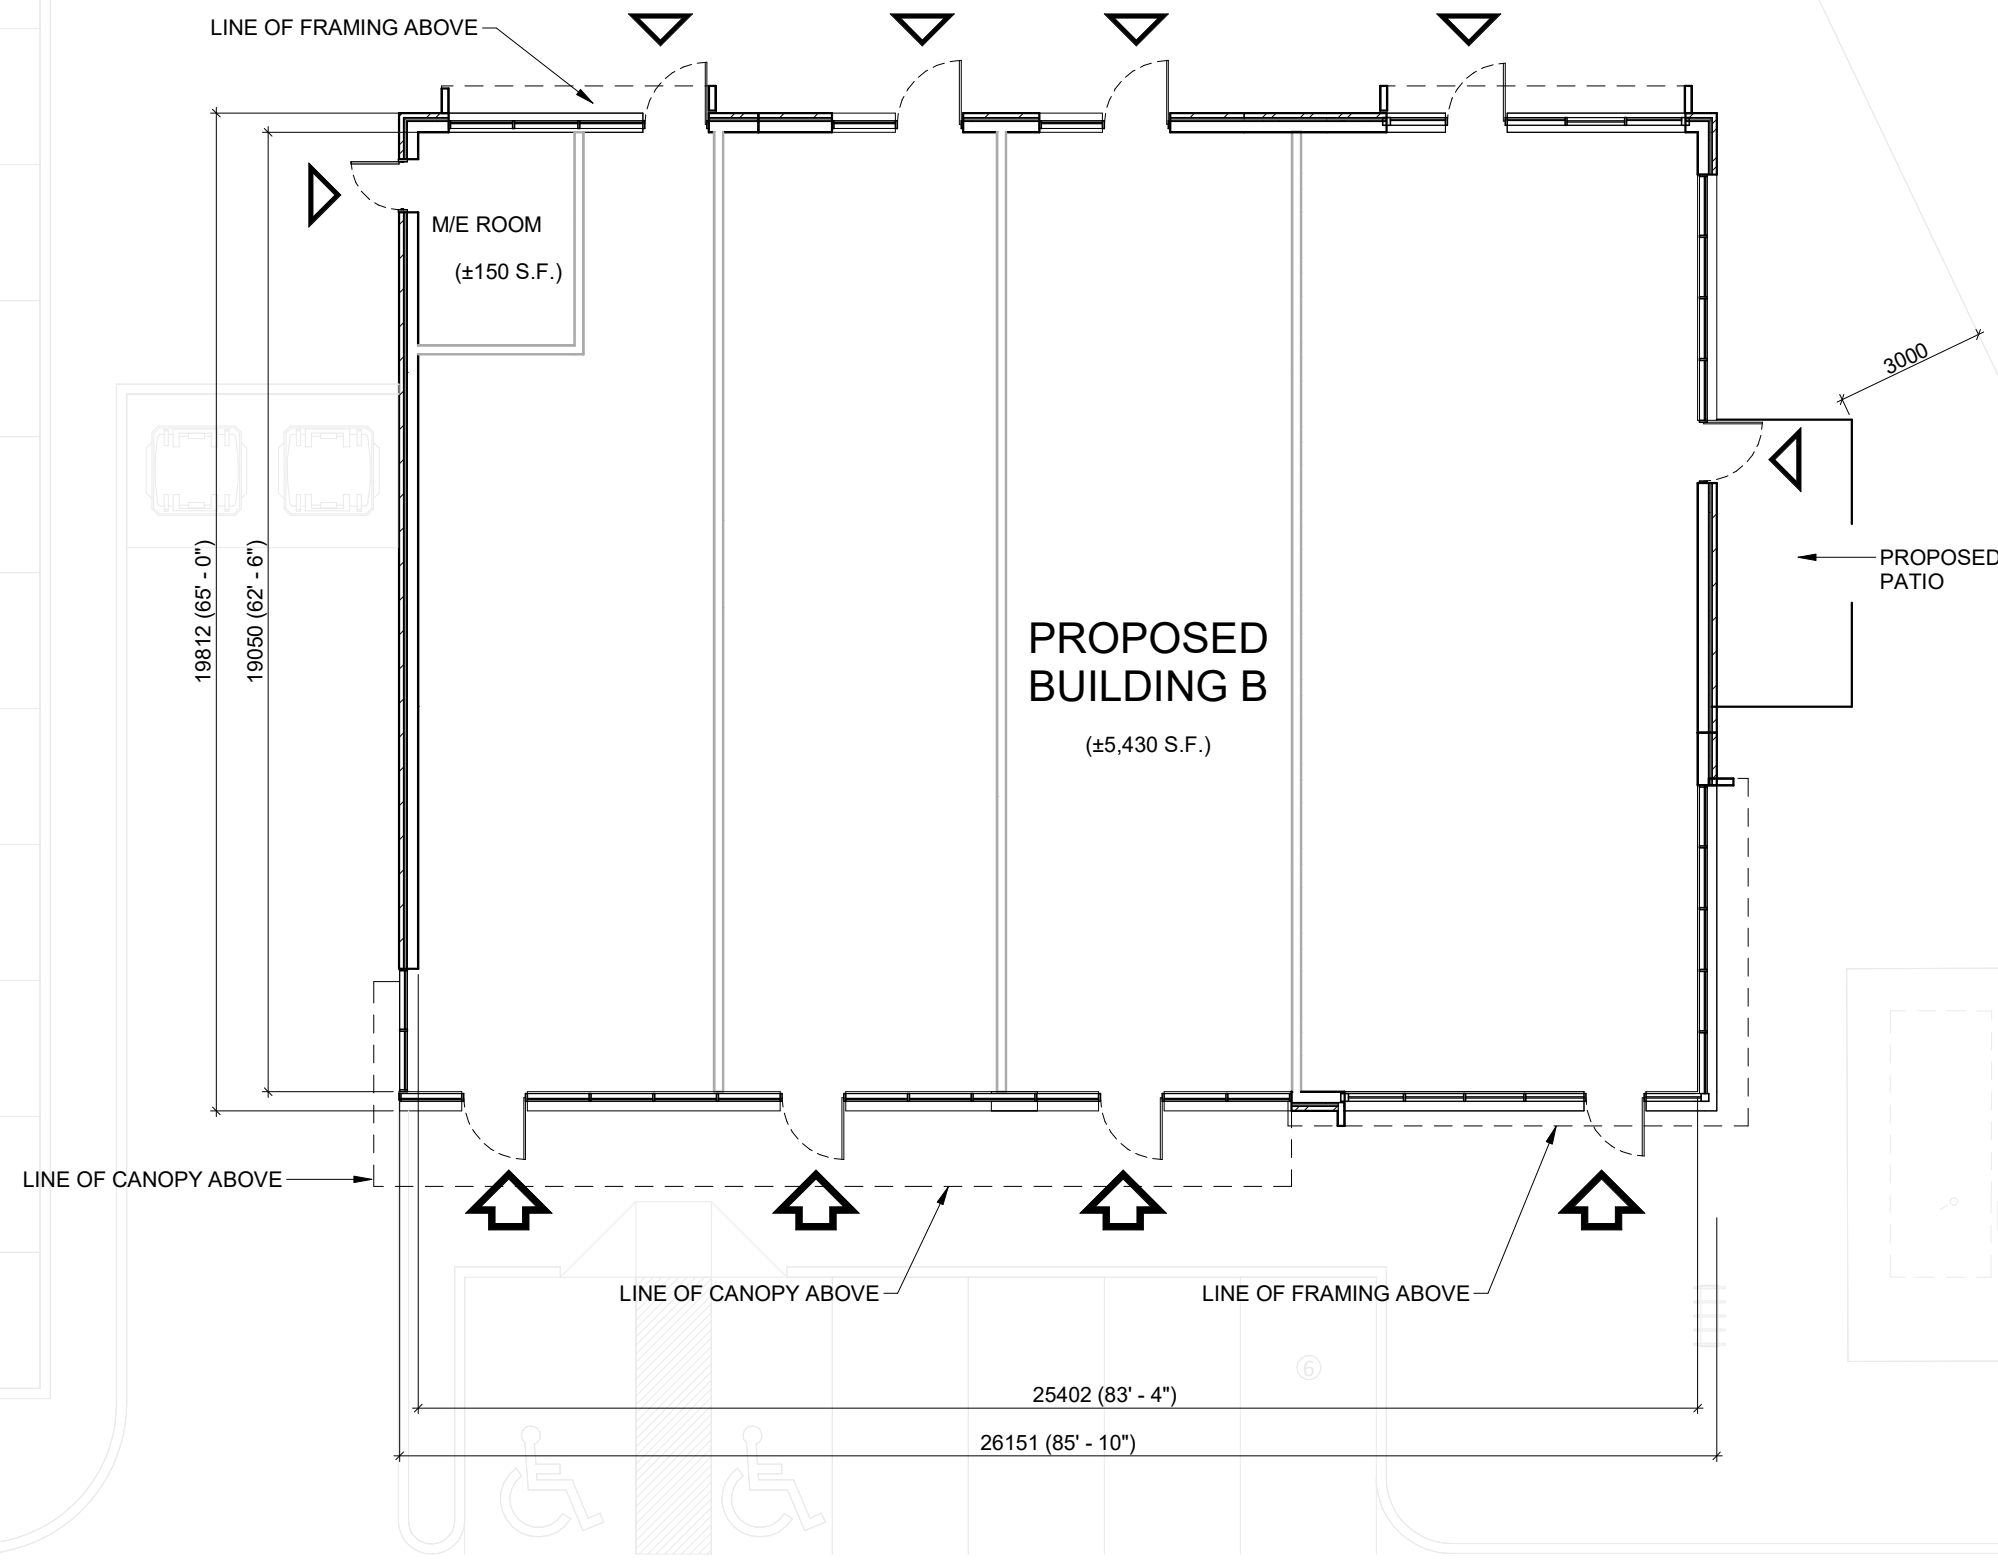 LINE OF FRAMING ABOVE
M/E ROOM
(±150 S.F.)
3000
19812 (65' - 0")
19050 (62' - 6")
PROPOSED
PATIO
PROPOSED
BUILDING B
(±5,430 S.F.)
LINE OF CANOPY ABOVE
LINE OF CANOPY ABOVE
LINE OF FRAMING ABOVE
6
25402 (83' - 4")
26151 (85' - 10")